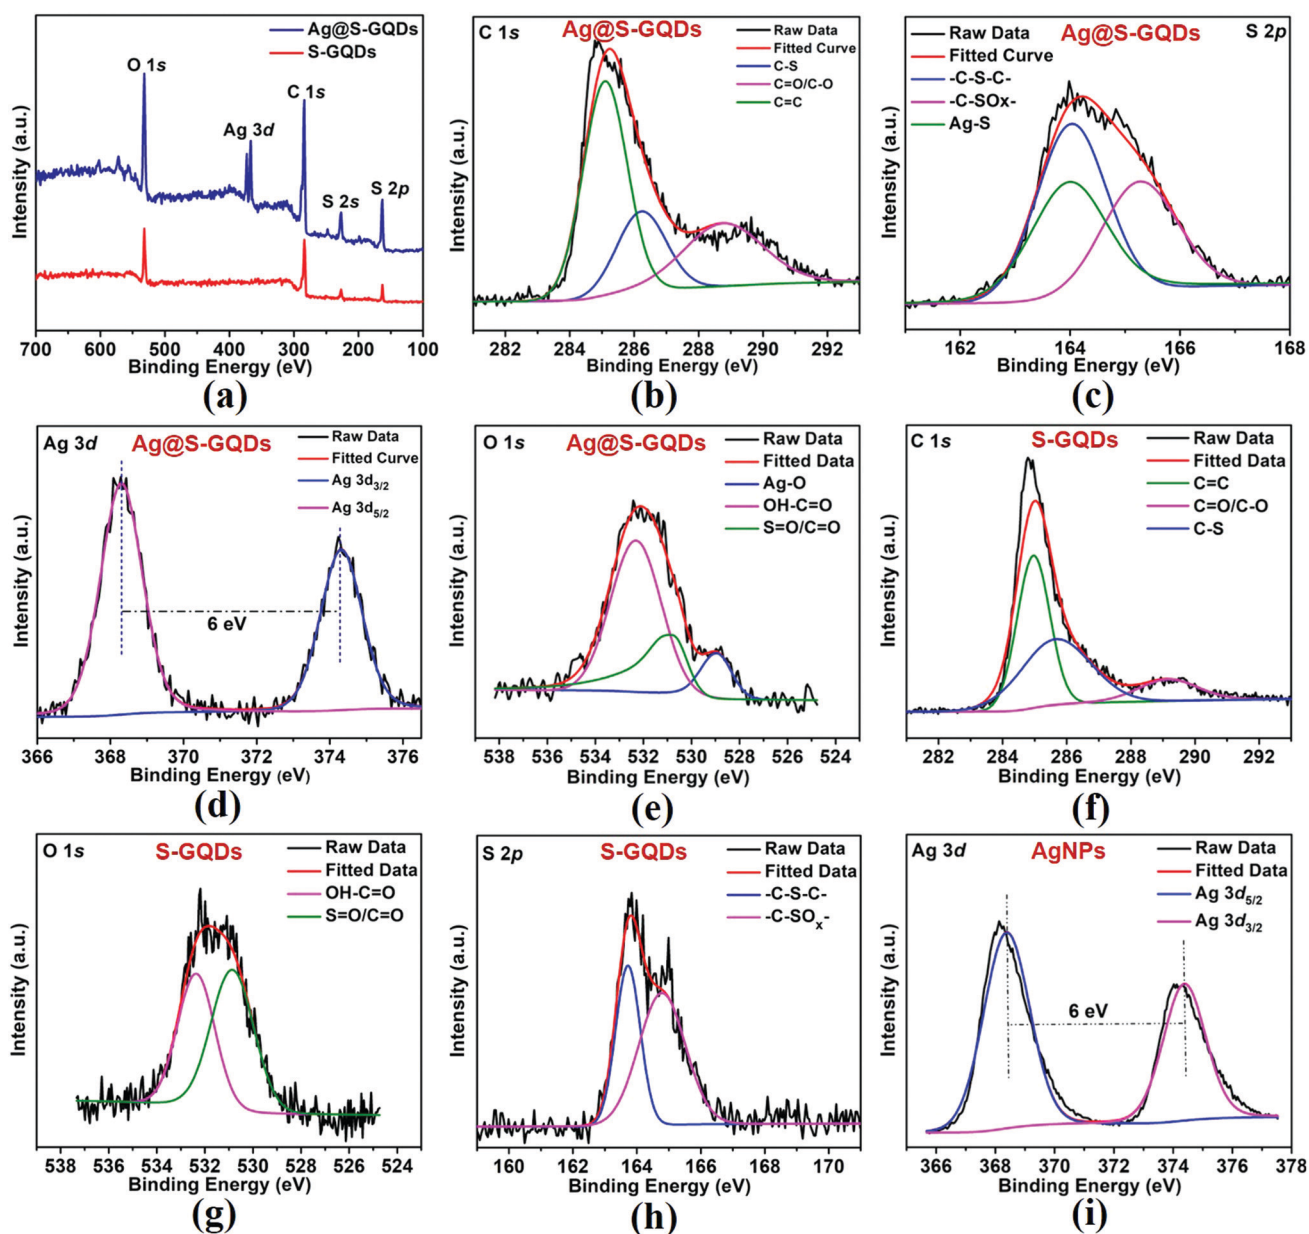 Ag@S-GQDs
S-GQDs
O 1s
Ag 3d
C 1s
S 2s
S 2p
Intensity (a.u.)
700 600 500 400 300 200 100
Binding Energy (eV)
(a)
C 1s
Ag@S-GQDs
Raw Data
Fitted Curve
C-S
C=O/C-O
C=C
Intensity (a.u.)
282 284 286 288 290 292
Binding Energy (eV)
(b)
Raw Data
Fitted Curve
-C-S-C-
-C-SOx-
Ag-S
Ag@S-GQDs
S 2p
Intensity (a.u.)
162 164 166 168
Binding Energy (eV)
(c)
Ag 3d
Ag@S-GQDs
Raw Data
Fitted Curve
Ag 3d3/2
Ag 3d5/2
6 eV
Intensity (a.u.)
366 368 370 372 374 376
Binding Energy (eV)
(d)
O 1s
Ag@S-GQDs
Raw Data
Fitted Data
Ag-O
OH-C=O
S=O/C=O
Intensity (a.u.)
538 536 534 532 530 528 526 524
Binding Energy (eV)
(e)
C 1s
S-GQDs
Raw Data
Fitted Data
C=C
C=O/C-O
C-S
Intensity (a.u.)
282 284 286 288 290 292
Binding Energy (eV)
(f)
O 1s
S-GQDs
Raw Data
Fitted Data
OH-C=O
S=O/C=O
Intensity (a.u.)
538 536 534 532 530 528 526 524
Binding Energy (eV)
(g)
S 2p
S-GQDs
Raw Data
Fitted Data
-C-S-C-
-C-SOx-
Intensity (a.u.)
160 162 164 166 168 170
Binding Energy (eV)
(h)
Ag 3d
AgNPs
Raw Data
Fitted Data
Ag 3d5/2
Ag 3d3/2
6 eV
Intensity (a.u.)
366 368 370 372 374 376 378
Binding Energy (eV)
(i)